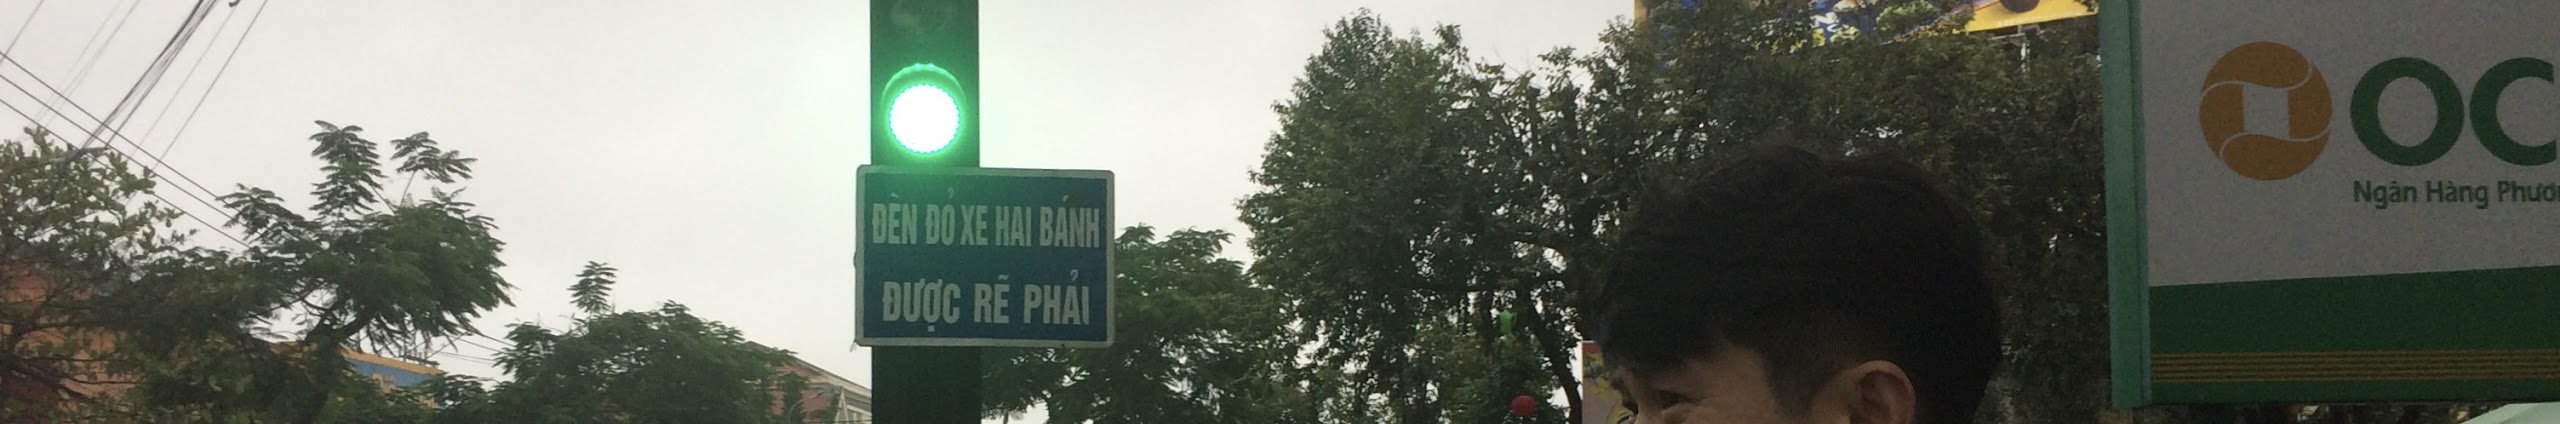 ĐÈN ĐỎ XE HAI BÁNH
ĐƯỢC RẼ PHẢI
OC
Ngân Hàng Phươ